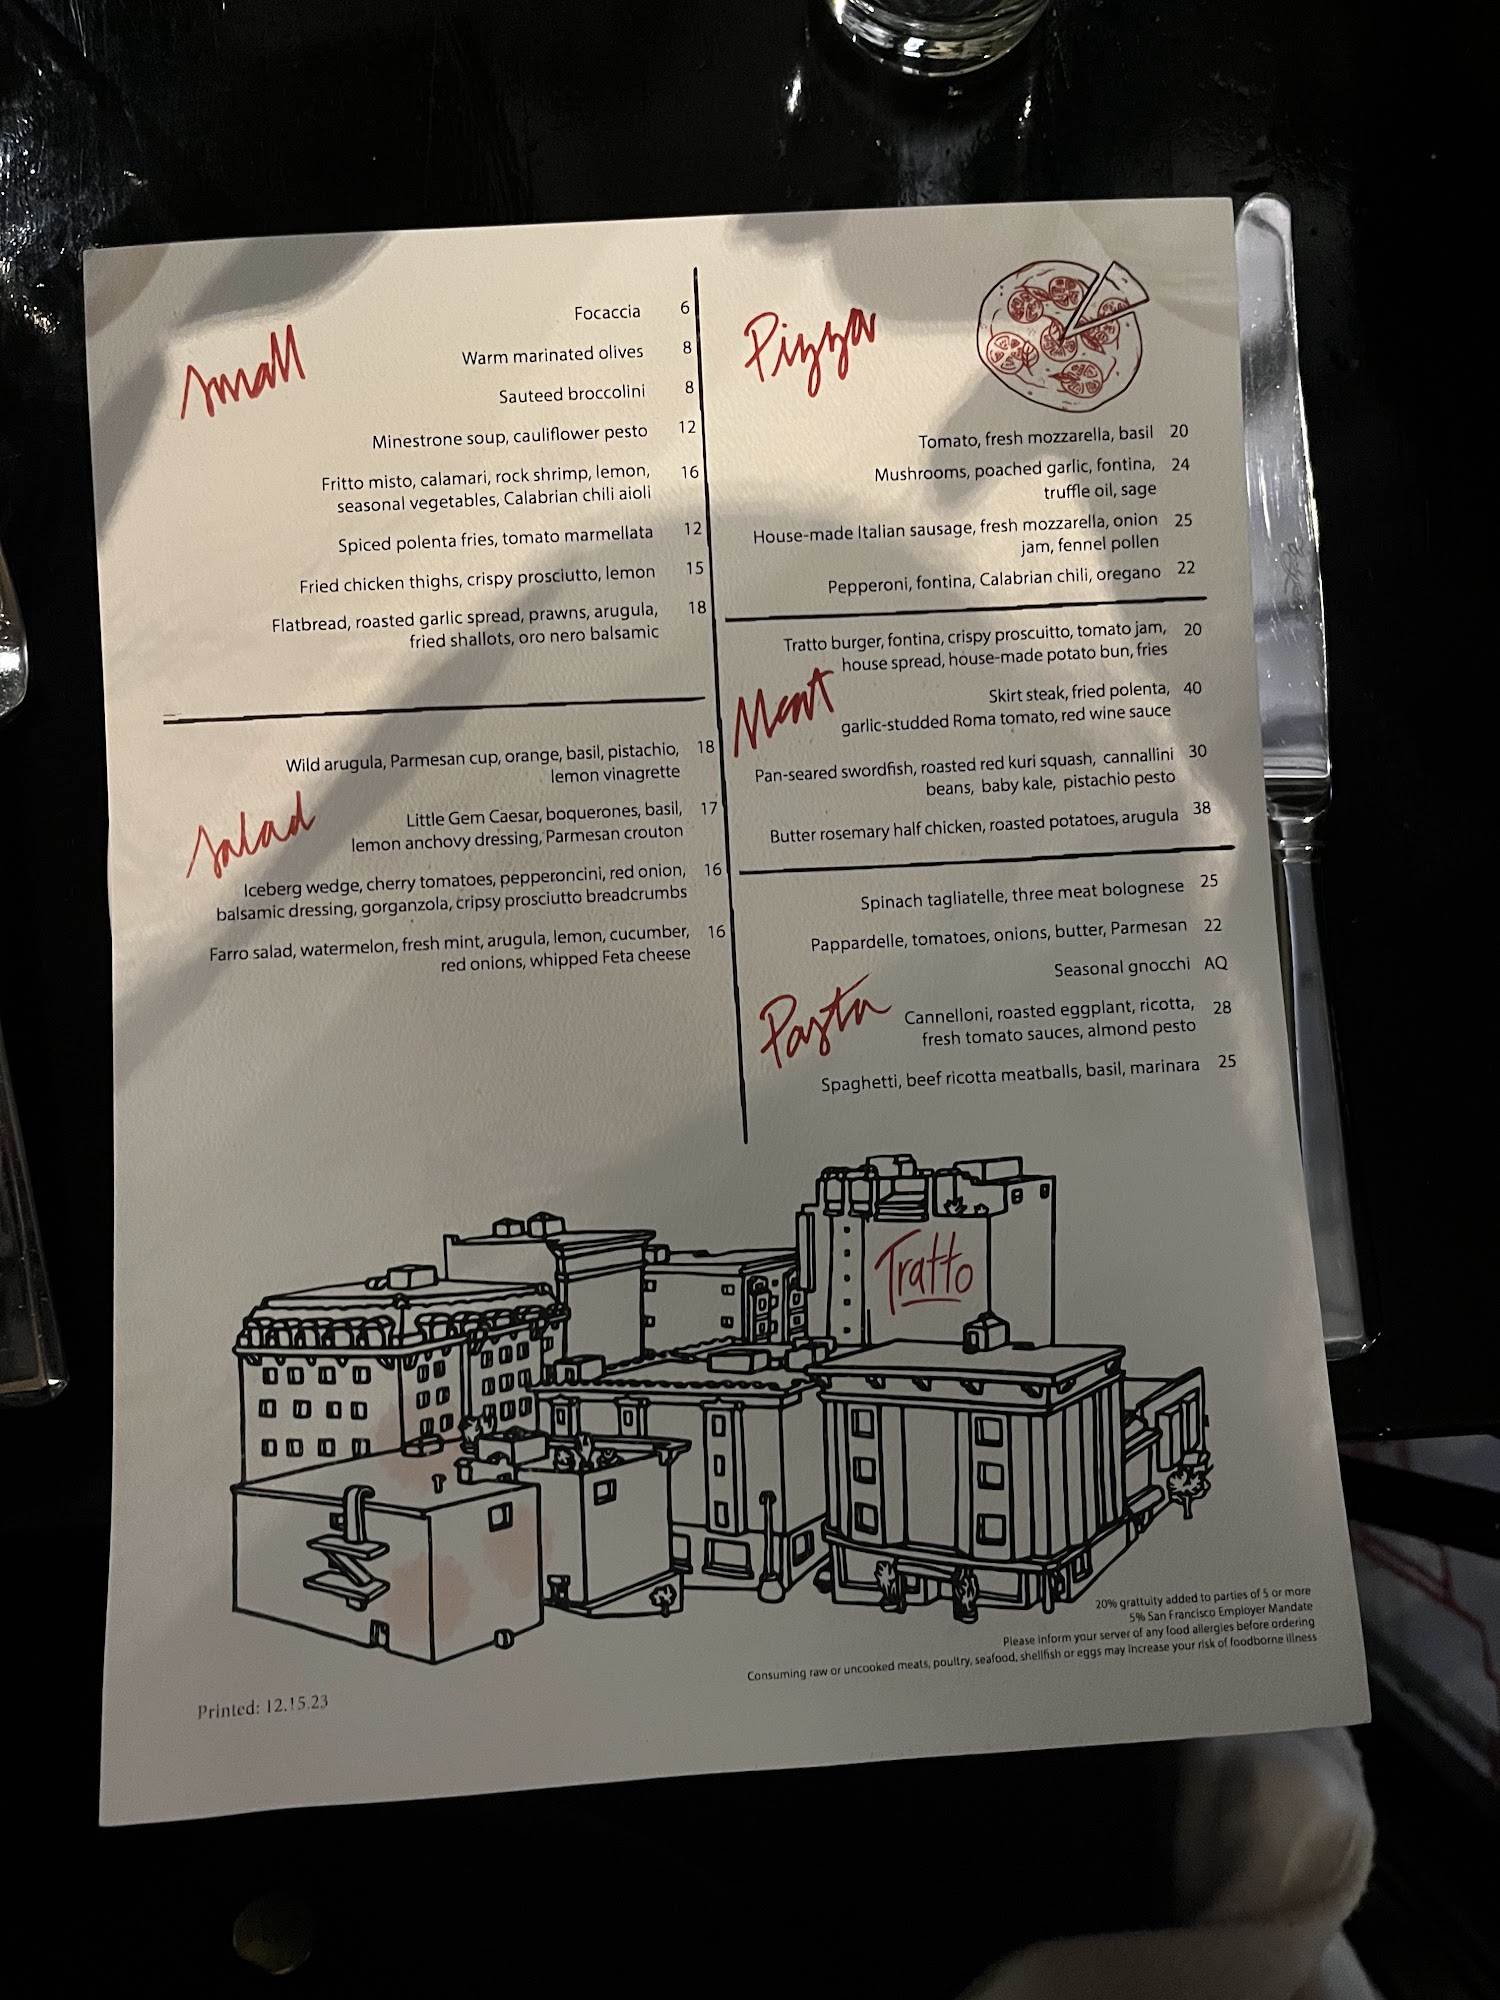 Small
Focaccia 6
Warm marinated olives 8
Sauteed broccolini 8
Minestrone soup, cauliflower pesto 12
Fritto misto, calamari, rock shrimp, lemon, 16
seasonal vegetables, Calabrian chili aioli
Spiced polenta fries, tomato marmellata 12
Fried chicken thighs, crispy prosciutto, lemon 15
Flatbread, roasted garlic spread, prawns, arugula, 18
fried shallots, oro nero balsamic
Salad
Wild arugula, Parmesan cup, orange, basil, pistachio, 18
lemon vinagrette
Little Gem Caesar, boquerones, basil, 17
lemon anchovy dressing, Parmesan crouton
Iceberg wedge, cherry tomatoes, pepperoncini, red onion, 16
balsamic dressing, gorganzola, cripsy prosciutto breadcrumbs
Farro salad, watermelon, fresh mint, arugula, lemon, cucumber, 16
red onions, whipped Feta cheese
Pizza
Tomato, fresh mozzarella, basil 20
Mushrooms, poached garlic, fontina, 24
truffle oil, sage
House-made Italian sausage, fresh mozzarella, onion 25
jam, fennel pollen
Pepperoni, fontina, Calabrian chili, oregano 22
Meat
Tratto burger, fontina, crispy proscuitto, tomato jam, 20
house spread, house-made potato bun, fries
Skirt steak, fried polenta, 40
garlic-studded Roma tomato, red wine sauce
Pan-seared swordfish, roasted red kuri squash, cannallini 30
beans, baby kale, pistachio pesto
Butter rosemary half chicken, roasted potatoes, arugula 38
Pasta
Spinach tagliatelle, three meat bolognese 25
Pappardelle, tomatoes, onions, butter, Parmesan 22
Seasonal gnocchi AQ
Cannelloni, roasted eggplant, ricotta, 28
fresh tomato sauces, almond pesto
Spaghetti, beef ricotta meatballs, basil, marinara 25
Tratto
20% grattuity added to parties of 5 or more
5% San Francisco Employer Mandate
Please inform your server of any food allergies before ordering
Consuming raw or uncooked meats, poultry, seafood, shellfish or eggs may increase your risk of foodborne illness
Printed: 12.15.23